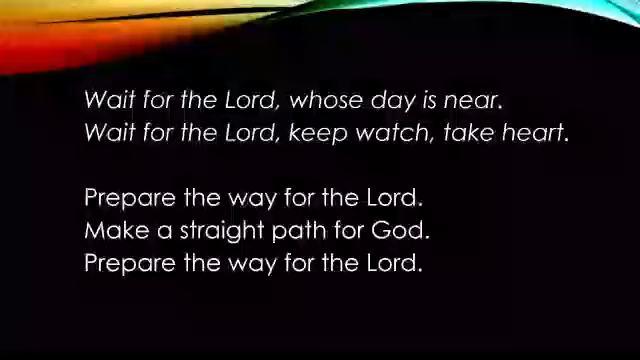 Wait for the Lord, whose day is near.
Wait for the Lord, keep watch, take heart.
Prepare the way for the Lord.
Make a straight path for God.
Prepare the way for the Lord.